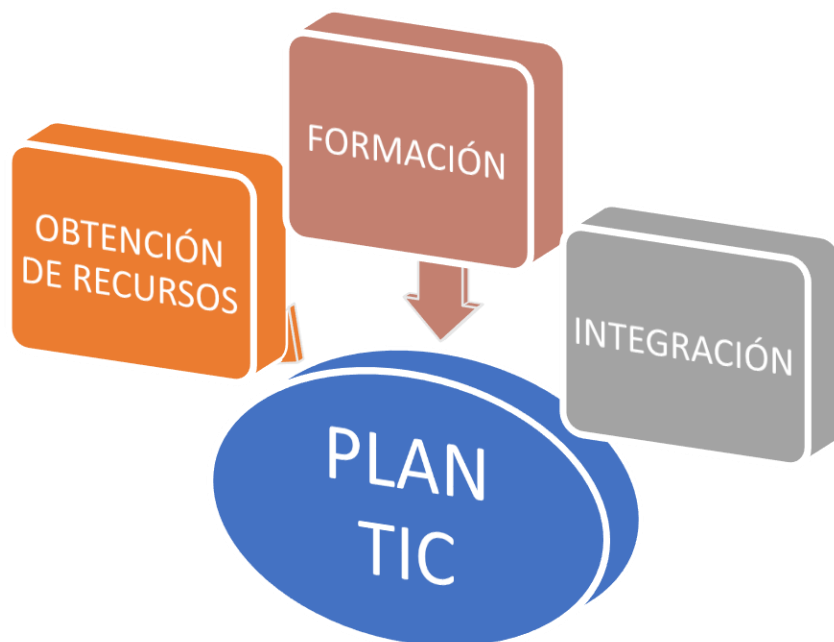 FORMACIÓN
OBTENCIÓN
DE RECURSOS
INTEGRACIÓN
PLAN
TIC